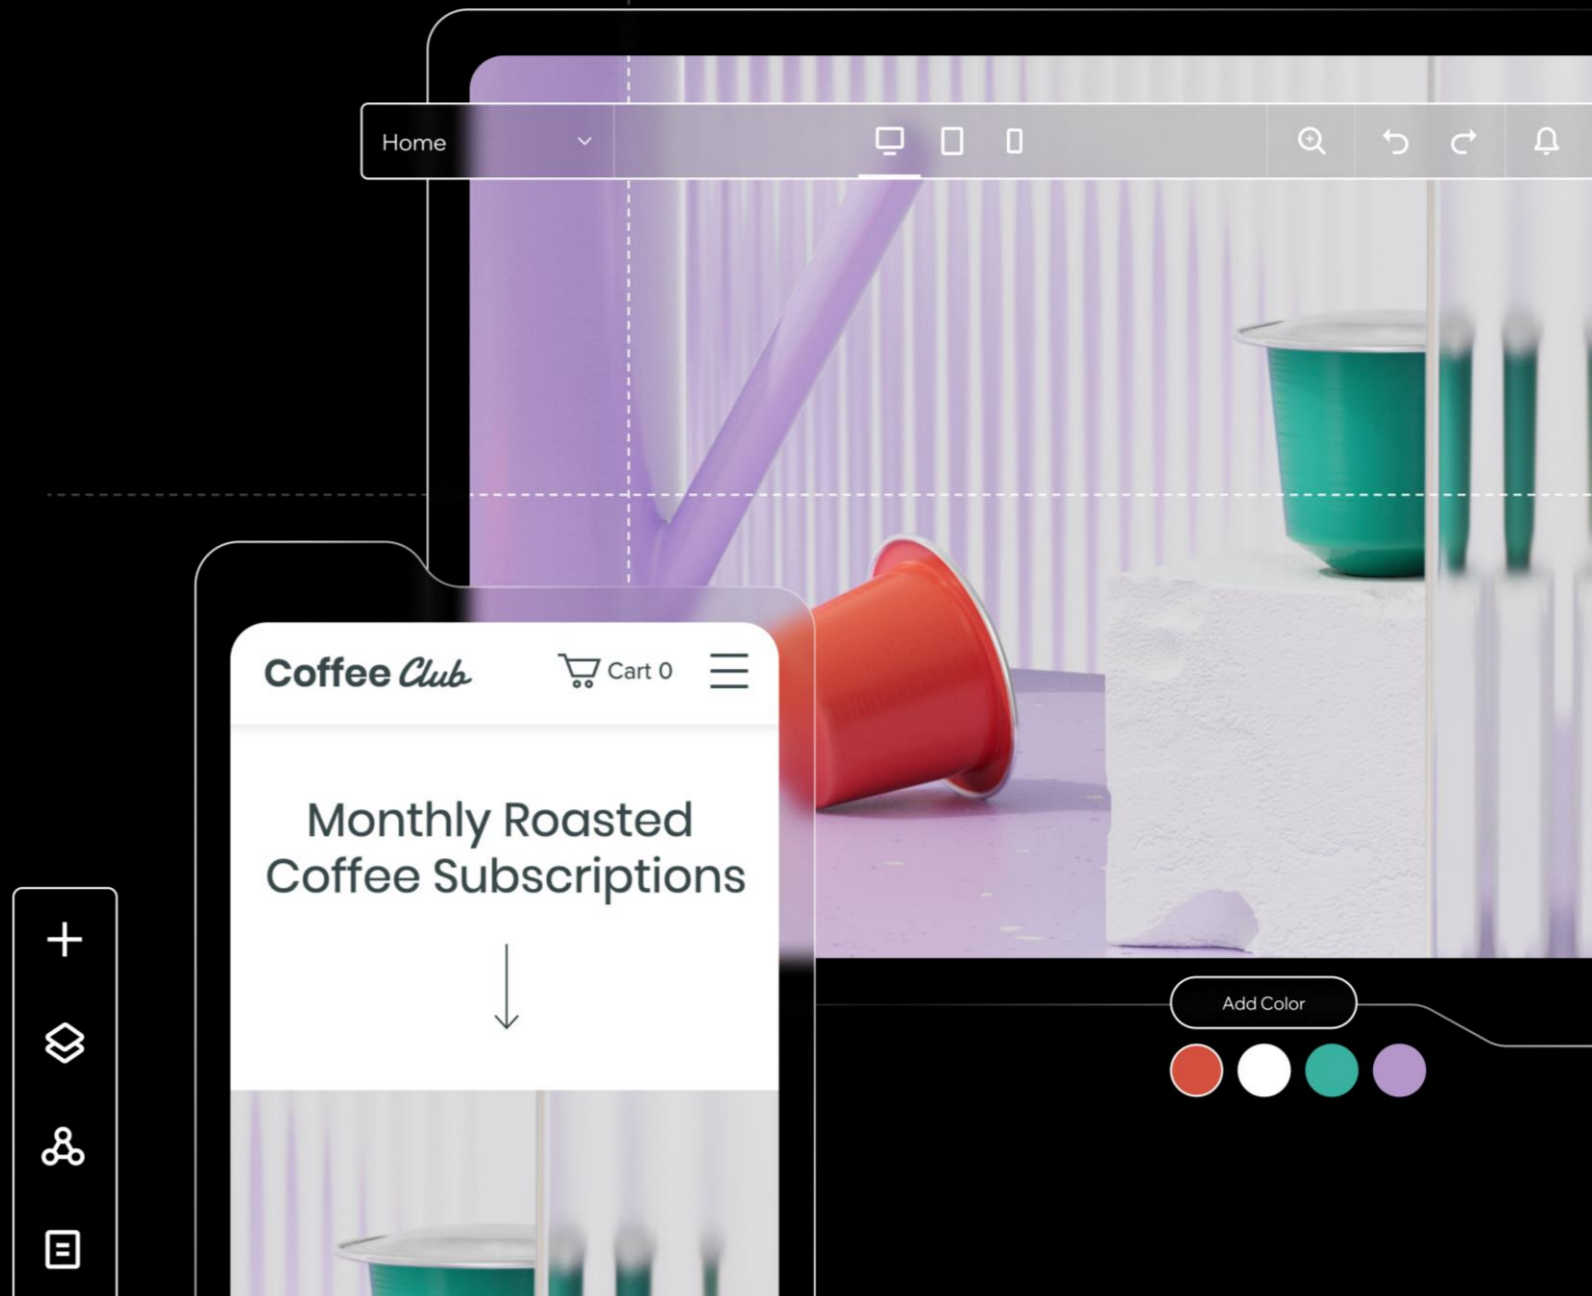 Home
Coffee Club
Cart 0
Monthly Roasted
Coffee Subscriptions
Add Color